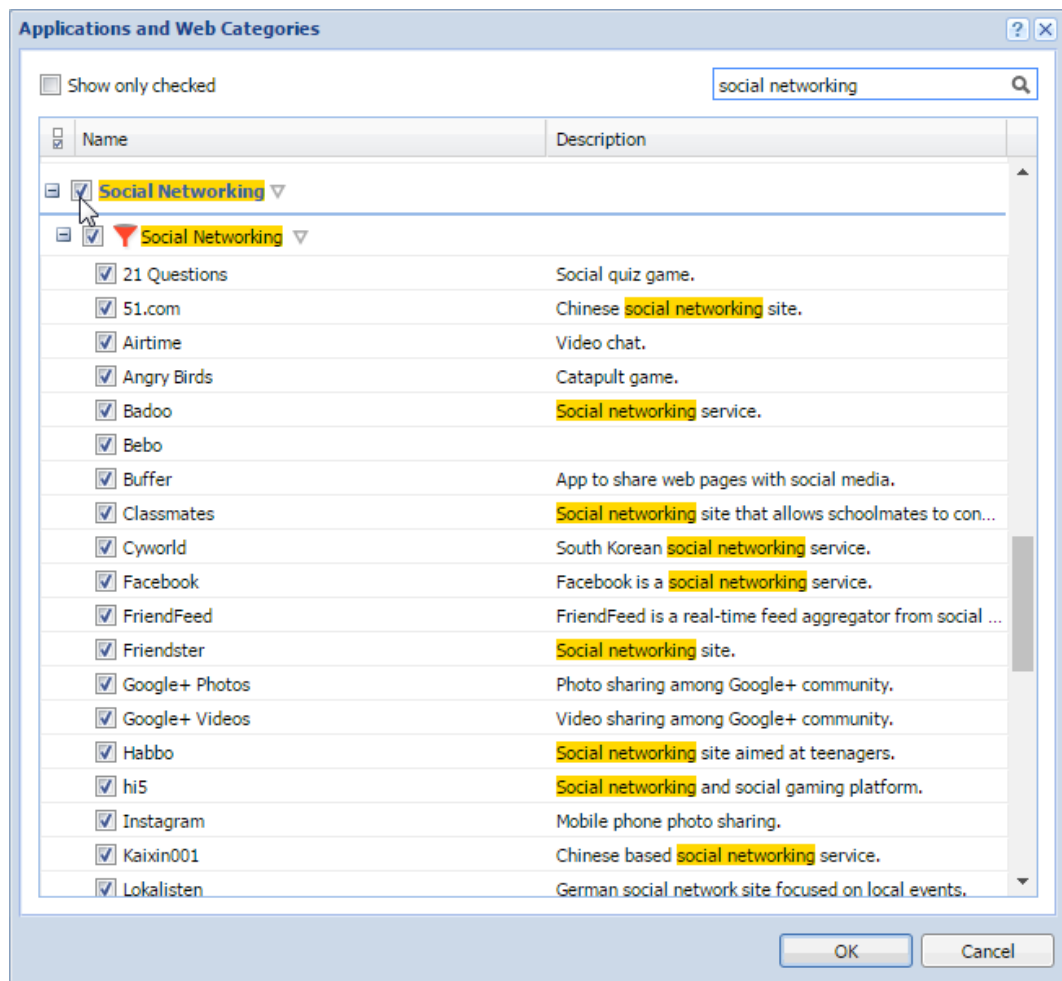 Applications and Web Categories
Show only checked
social networking
Name Description
Social Networking
Social Networking
21 Questions Social quiz game.
51.com Chinese social networking site.
Airtime Video chat.
Angry Birds Catapult game.
Badoo Social networking service.
Bebo
Buffer App to share web pages with social media.
Classmates Social networking site that allows schoolmates to con...
Cyworld South Korean social networking service.
Facebook Facebook is a social networking service.
FriendFeed FriendFeed is a real-time feed aggregator from social ...
Friendster Social networking site.
Google+ Photos Photo sharing among Google+ community.
Google+ Videos Video sharing among Google+ community.
Habbo Social networking site aimed at teenagers.
hi5 Social networking and social gaming platform.
Instagram Mobile phone photo sharing.
Kaixin001 Chinese based social networking service.
Lokalisten German social network site focused on local events.
OK Cancel